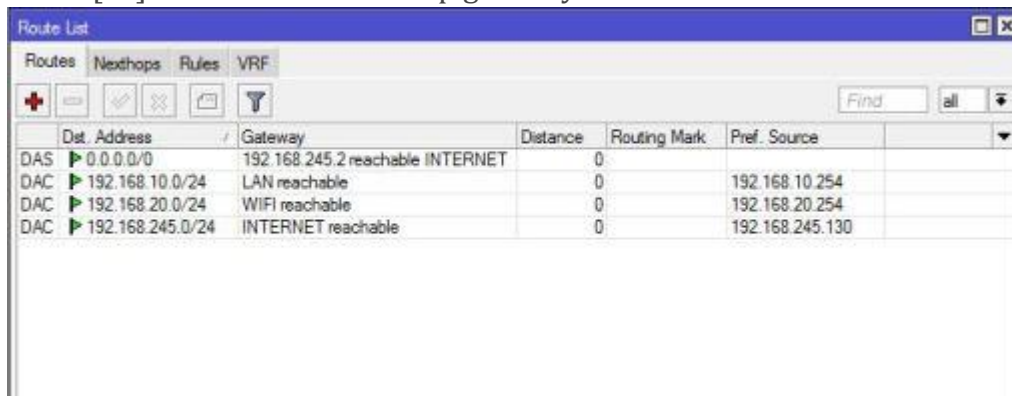 Route List
Routes Nexthops Rules VRF
Find all
Dst. Address / Gateway Distance Routing Mark Pref. Source
DAS 0.0.0.0/0 192.168.245.2 reachable INTERNET 0
DAC 192.168.10.0/24 LAN reachable 0 192.168.10.254
DAC 192.168.20.0/24 WIFI reachable 0 192.168.20.254
DAC 192.168.245.0/24 INTERNET reachable 0 192.168.245.130